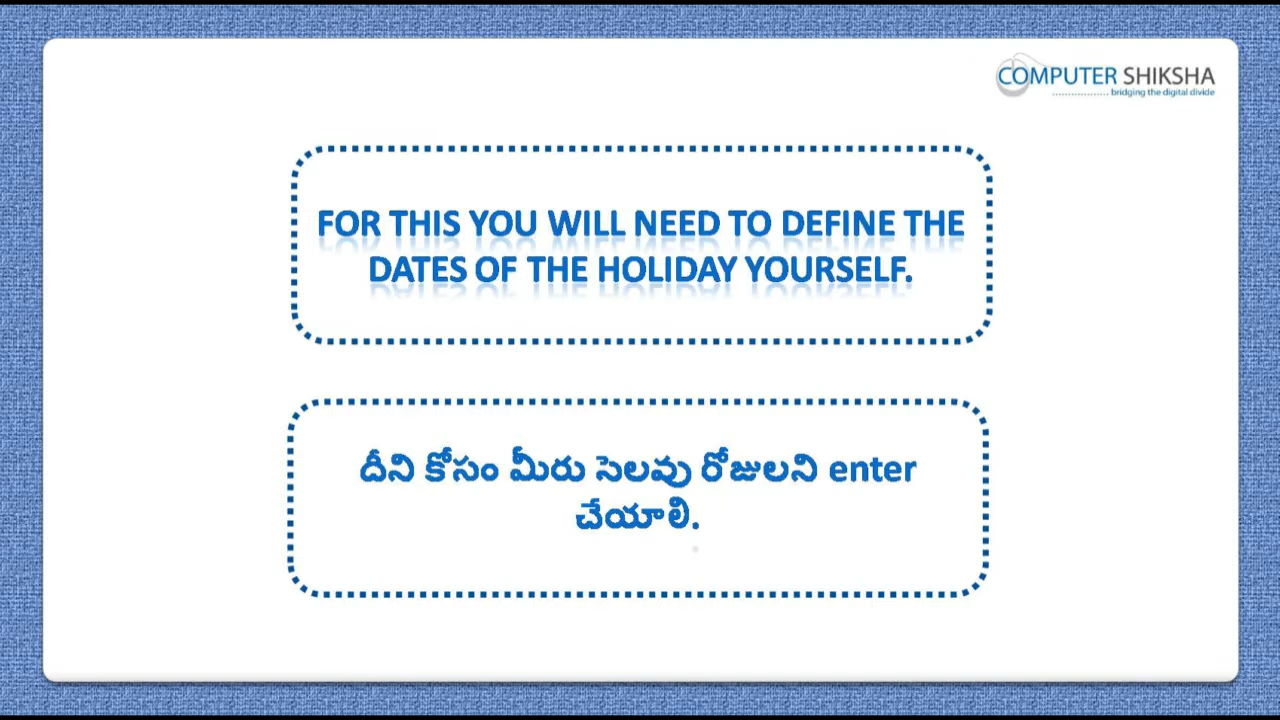 COMPUTER SHIKSHA
bridging the digital divide
FOR THIS YOU WILL NEED TO DEFINE THE
DATES OF THE HOLIDAY YOURSELF.
దీని కోసం మీరు సెలవు రోజులని enter
చేయాలి.